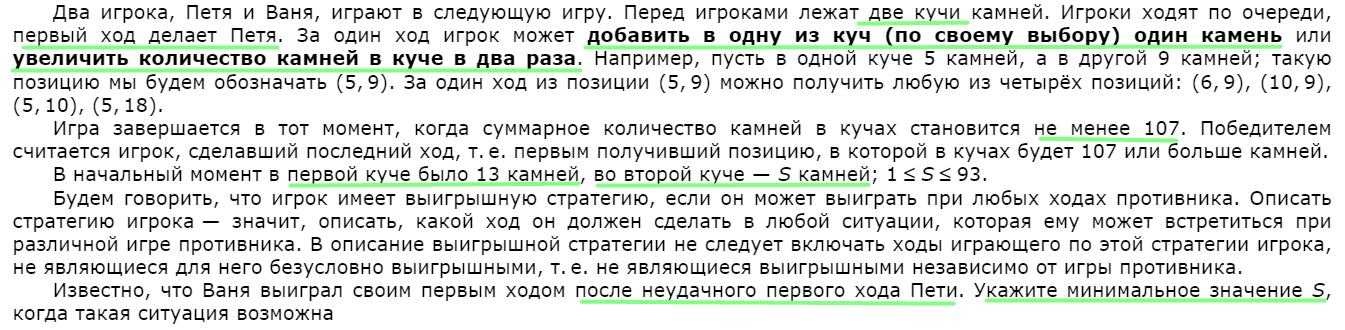 Два игрока, Петя и Ваня, играют в следующую игру. Перед игроками лежат две кучи камней. Игроки ходят по очереди,
первый ход делает Петя. За один ход игрок может добавить в одну из куч (по своему выбору) один камень или
увеличить количество камней в куче в два раза. Например, пусть в одной куче 5 камней, а в другой 9 камней; такую
позицию мы будем обозначать (5, 9). За один ход из позиции (5, 9) можно получить любую из четырёх позиций: (6, 9), (10, 9),
(5, 10), (5, 18).
Игра завершается в тот момент, когда суммарное количество камней в кучах становится не менее 107. Победителем
считается игрок, сделавший последний ход, т. е. первым получивший позицию, в которой в кучах будет 107 или больше камней.
В начальный момент в первой куче было 13 камней, во второй куче — S камней; 1 ≤ S ≤ 93.
Будем говорить, что игрок имеет выигрышную стратегию, если он может выиграть при любых ходах противника. Описать
стратегию игрока — значит, описать, какой ход он должен сделать в любой ситуации, которая ему может встретиться при
различной игре противника. В описание выигрышной стратегии не следует включать ходы играющего по этой стратегии игрока,
не являющиеся для него безусловно выигрышными, т. е. не являющиеся выигрышными независимо от игры противника.
Известно, что Ваня выиграл своим первым ходом после неудачного первого хода Пети. Укажите минимальное значение S,
когда такая ситуация возможна